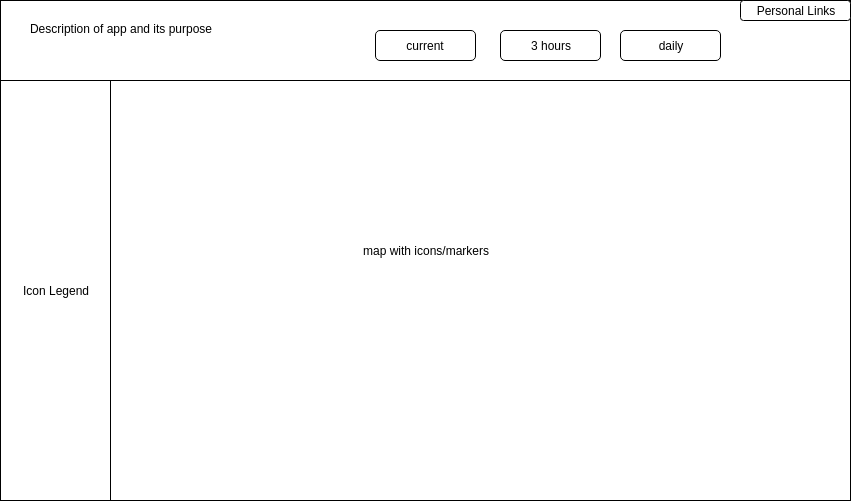 Personal Links
Description of app and its purpose
current
3 hours
daily
map with icons/markers
Icon Legend